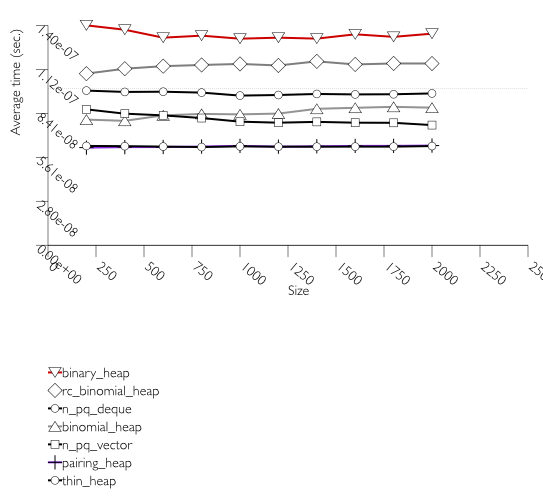 Average time (sec.)
1.40e-07
1.12e-07
8.41e-08
5.61e-08
2.80e-08
0.00e+00
0
250
500
750
1000
1250
1500
1750
2000
2250
Size
binary_heap
rc_binomial_heap
n_pq_deque
binomial_heap
n_pq_vector
pairing_heap
thin_heap